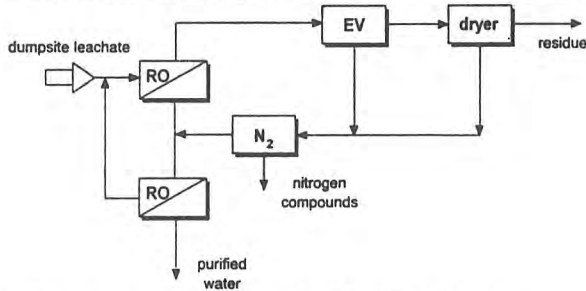 EV
dryer
dumpsite leachate
residue
RO
N2
nitrogen
compounds
RO
purified
water